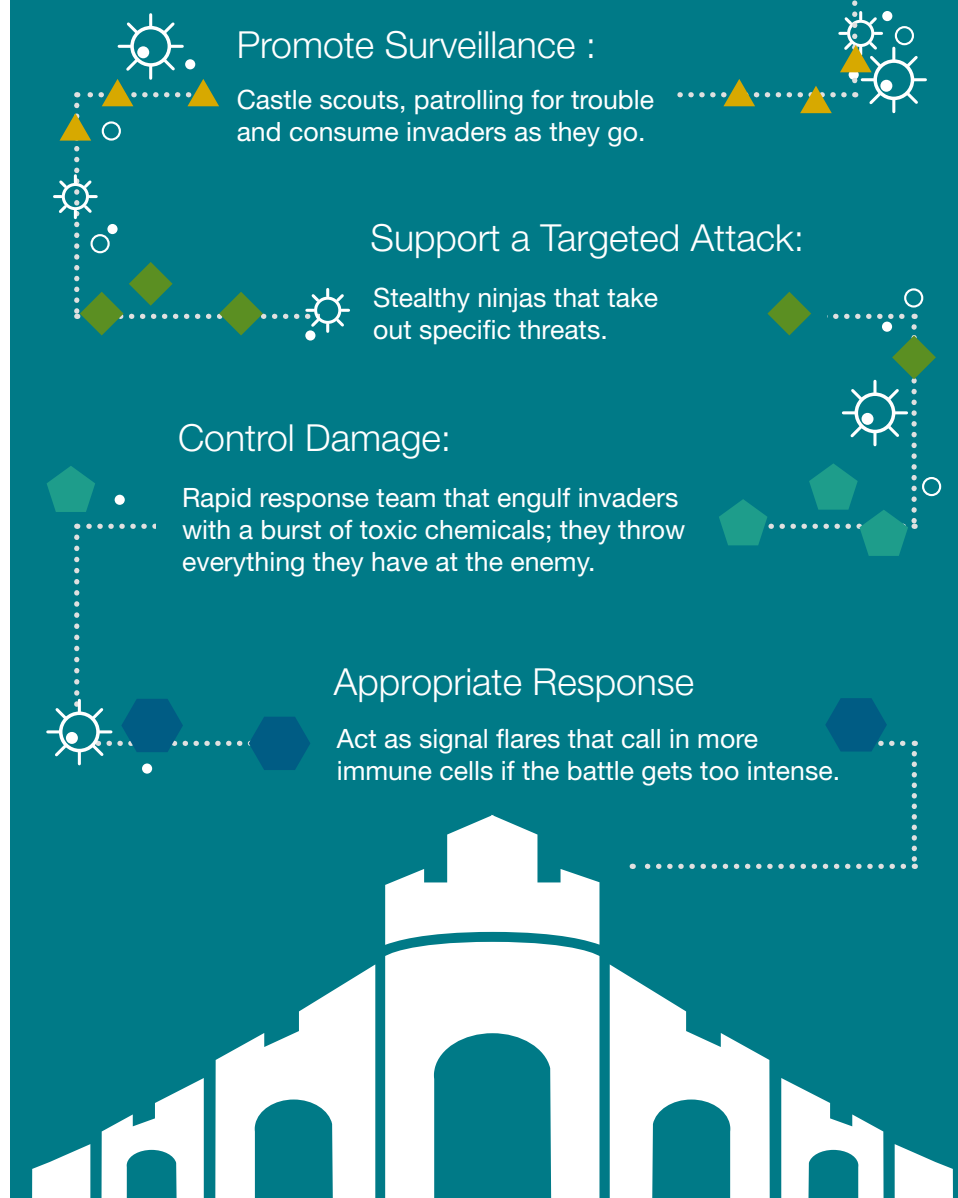 Promote Surveillance :
Castle scouts, patrolling for trouble
and consume invaders as they go.
Support a Targeted Attack:
Stealthy ninjas that take
out specific threats.
Control Damage:
Rapid response team that engulf invaders
with a burst of toxic chemicals; they throw
everything they have at the enemy.
Appropriate Response
Act as signal flares that call in more
immune cells if the battle gets too intense.